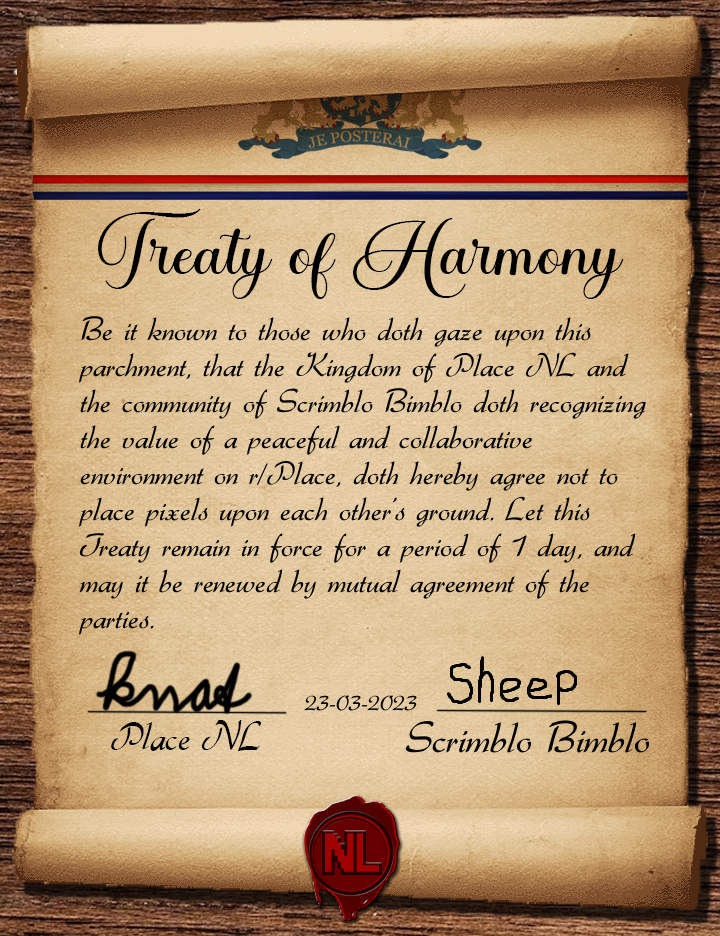 JE POSTERAI
Treaty of Harmony
Be it known to those who doth gaze upon this
parchment, that the Kingdom of Place NL and
the community of Scrimblo Bimblo doth recognizing
the value of a peaceful and collaborative
environment on r/Place, doth hereby agree not to
place pixels upon each other's ground. Let this
Treaty remain in force for a period of 1 day, and
may it be renewed by mutual agreement of the
parties.
23-03-2023
Sheep
Place NL
Scrimblo Bimblo
NL